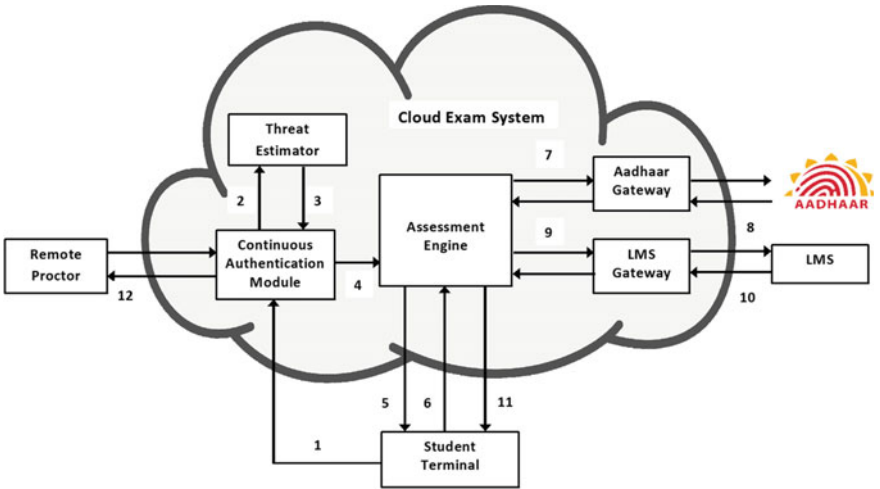 Cloud Exam System
Threat
Estimator
7
Aadhaar
Gateway
AADHAAR
2
3
Assessment
Engine
9
8
Remote
Proctor
Continuous
Authentication
Module
LMS
Gateway
LMS
12
4
10
5
6
11
1
Student
Terminal